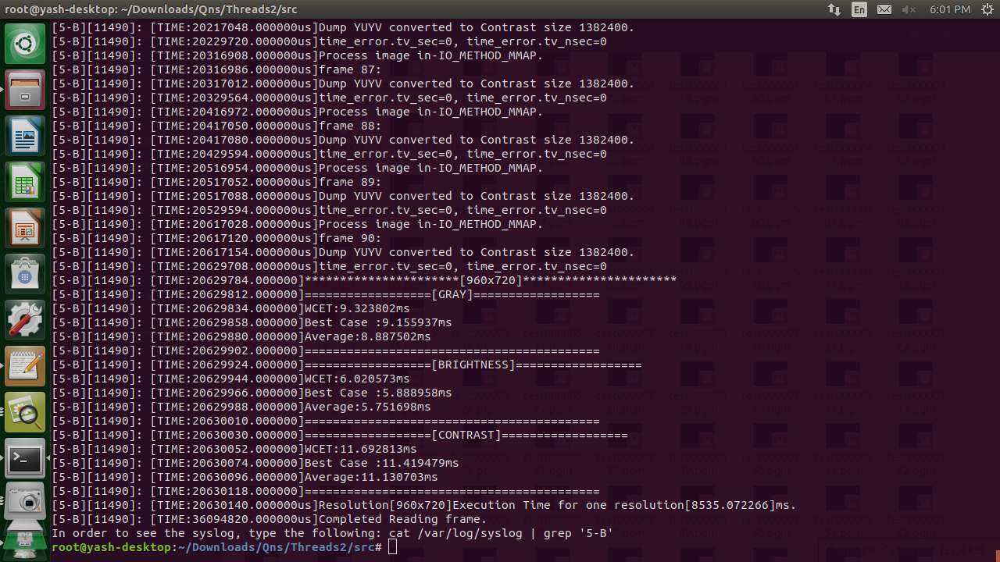 root@yash-desktop: ~/Downloads/Qns/Threads2/src
En
6:01 PM
[5-B][11490]: [TIME:20217048.000000us]Dump YUYV converted to Contrast size 1382400.
[5-B][11490]: [TIME:20229720.000000us]time_error.tv_sec=0, time_error.tv_nsec=0
[5-B][11490]: [TIME:20316908.000000us]Process image in-IO_METHOD_MMAP.
[5-B][11490]: [TIME:20316986.000000us]frame 87:
[5-B][11490]: [TIME:20317012.000000us]Dump YUYV converted to Contrast size 1382400.
[5-B][11490]: [TIME:20329564.000000us]time_error.tv_sec=0, time_error.tv_nsec=0
[5-B][11490]: [TIME:20416972.000000us]Process image in-IO_METHOD_MMAP.
[5-B][11490]: [TIME:20417050.000000us]frame 88:
[5-B][11490]: [TIME:20417080.000000us]Dump YUYV converted to Contrast size 1382400.
[5-B][11490]: [TIME:20429594.000000us]time_error.tv_sec=0, time_error.tv_nsec=0
[5-B][11490]: [TIME:20516954.000000us]Process image in-IO_METHOD_MMAP.
[5-B][11490]: [TIME:20517052.000000us]frame 89:
[5-B][11490]: [TIME:20517088.000000us]Dump YUYV converted to Contrast size 1382400.
[5-B][11490]: [TIME:20529594.000000us]time_error.tv_sec=0, time_error.tv_nsec=0
[5-B][11490]: [TIME:20617028.000000us]Process image in-IO_METHOD_MMAP.
[5-B][11490]: [TIME:20617120.000000us]frame 90:
[5-B][11490]: [TIME:20617154.000000us]Dump YUYV converted to Contrast size 1382400.
[5-B][11490]: [TIME:20629708.000000us]time_error.tv_sec=0, time_error.tv_nsec=0
[5-B][11490]: [TIME:20629784.000000]**********************[960x720]**********************
[5-B][11490]: [TIME:20629812.000000]==================[GRAY]==================
[5-B][11490]: [TIME:20629834.000000]WCET:9.323802ms
[5-B][11490]: [TIME:20629858.000000]Best Case :9.155937ms
[5-B][11490]: [TIME:20629880.000000]Average:8.887502ms
[5-B][11490]: [TIME:20629902.000000]==========================================
[5-B][11490]: [TIME:20629924.000000]==================[BRIGHTNESS]==================
[5-B][11490]: [TIME:20629944.000000]WCET:6.020573ms
[5-B][11490]: [TIME:20629966.000000]Best Case :5.888958ms
[5-B][11490]: [TIME:20629988.000000]Average:5.751698ms
[5-B][11490]: [TIME:20630010.000000]==========================================
[5-B][11490]: [TIME:20630030.000000]==================[CONTRAST]==================
[5-B][11490]: [TIME:20630052.000000]WCET:11.692813ms
[5-B][11490]: [TIME:20630074.000000]Best Case :11.419479ms
[5-B][11490]: [TIME:20630096.000000]Average:11.130703ms
[5-B][11490]: [TIME:20630118.000000]==========================================
[5-B][11490]: [TIME:20630140.000000]Resolution[960x720]Execution Time for one resolution[8535.072266]ms.
[5-B][11490]: [TIME:36094820.000000us]Completed Reading frame.
In order to see the syslog, type the following: cat /var/log/syslog | grep '5-B'
root@yash-desktop:~/Downloads/Qns/Threads2/src#